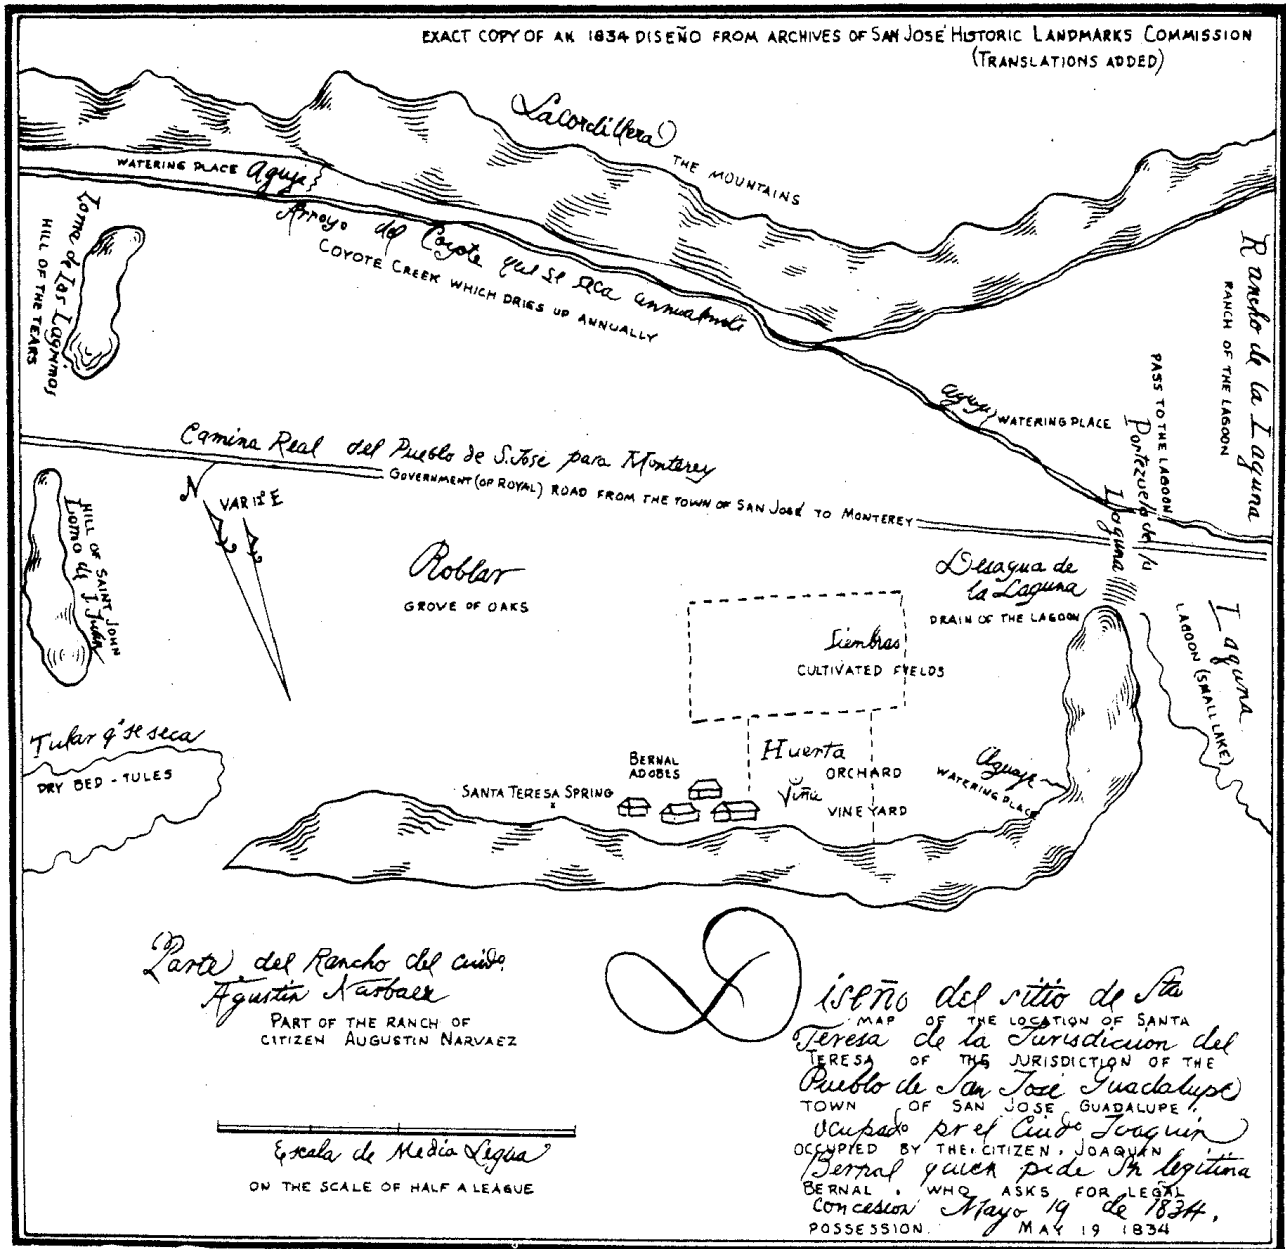 EXACT COPY OF AN 1834 DISEÑO FROM ARCHIVES OF SAN JOSÉ HISTORIC LANDMARKS COMMISSION
(TRANSLATIONS ADDED)
La Cordillera
THE MOUNTAINS
WATERING PLACE Aguje
Arroyo del Coyote que se seca annualmente
COYOTE CREEK WHICH DRIES UP ANNUALLY
Loma de Las Lagrimos
HILL OF THE TEARS
Rancho de la Laguna
RANCH OF THE LAGOON
aguaje WATERING PLACE
PASS TO THE LAGOON
Portezuelo de la
Laguna
Camina Real del Pueblo de S. José para Monterey
GOVERNMENT (OR ROYAL) ROAD FROM THE TOWN OF SAN JOSÉ TO MONTEREY
N
VAR 15° E
HILL OF SAINT JOHN
Loma de S. Juan
Roblar
GROVE OF OAKS
Desagua de
la Laguna
DRAIN OF THE LAGOON
Siembras
CULTIVATED FIELDS
Laguna
LAGOON (SMALL LAKE)
Tular q' se seca
DRY BED - TULES
BERNAL
ADOBES
SANTA TERESA SPRING
x
Huerta
ORCHARD
Viña
VINEYARD
Aguaje
WATERING PLACE
Parte del Rancho del ciudo.
Agustin Narbaez
PART OF THE RANCH OF
CITIZEN AUGUSTIN NARVAEZ
Escala de Media Legua
ON THE SCALE OF HALF A LEAGUE
Diseño del sitio de Sta
MAP OF THE LOCATION OF SANTA
Teresa de la Jurisdiccion del
TERESA OF THE JURISDICTION OF THE
Pueblo de San José Guadalupe
TOWN OF SAN JOSE GUADALUPE,
ocupado pr el Ciudo Joaquin
OCCUPIED BY THE CITIZEN, JOAQUAN
Bernal quien pide su legitima
BERNAL, WHO ASKS FOR LEGAL
concesion Mayo 19 de 1834.
POSSESSION. MAY 19 1834